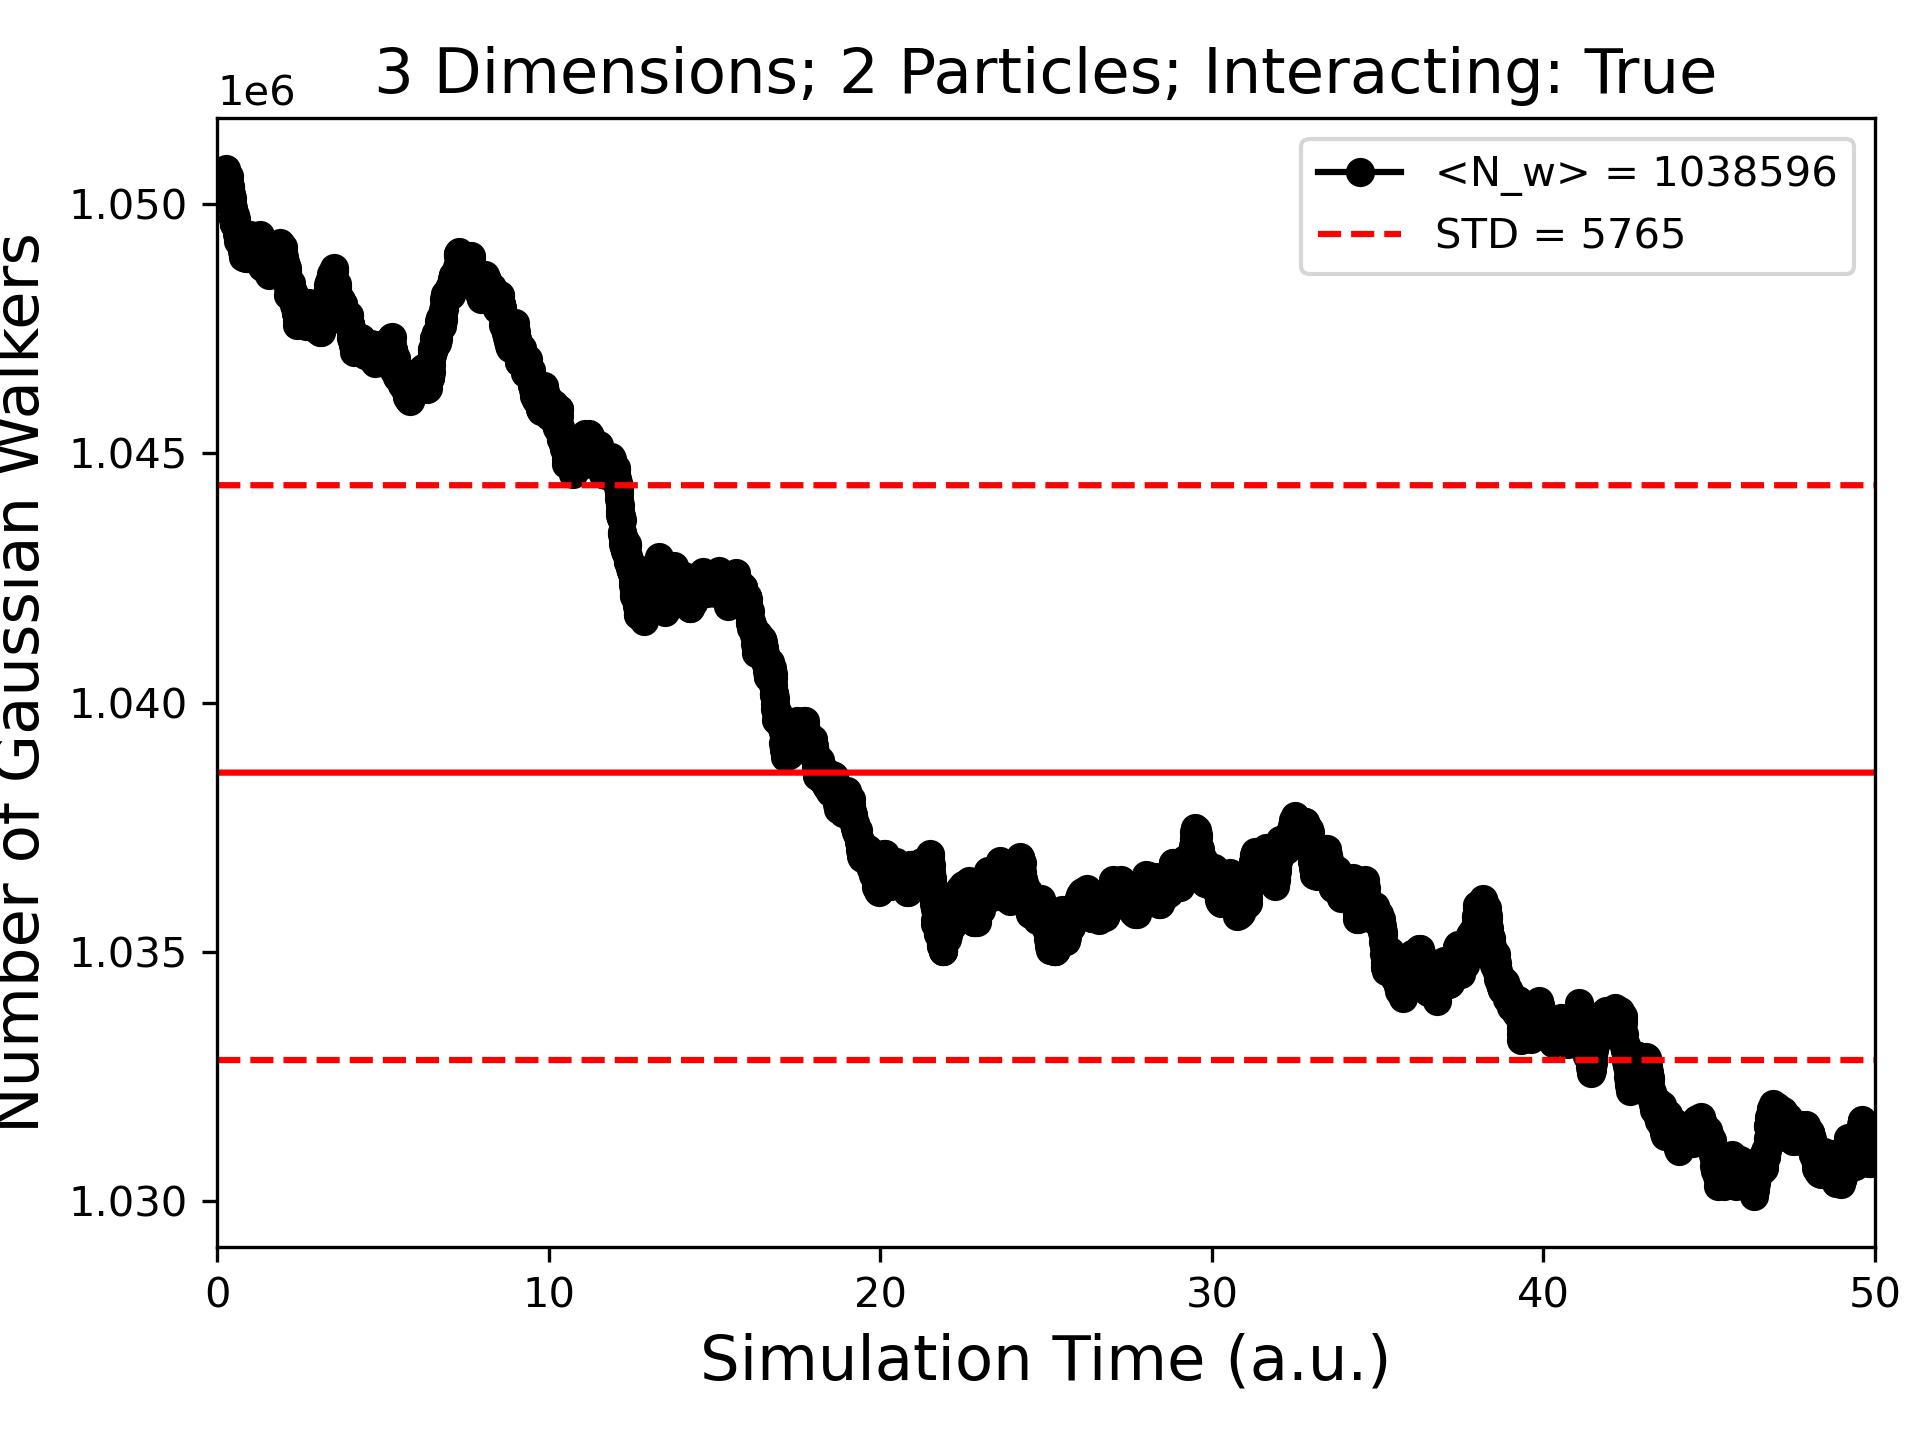 3 Dimensions; 2 Particles; Interacting: True
1e6
<N_w> = 1038596
STD = 5765
1.050
1.045
1.040
1.035
1.030
Number of Gaussian Walkers
0 10 20 30 40 50
Simulation Time (a.u.)